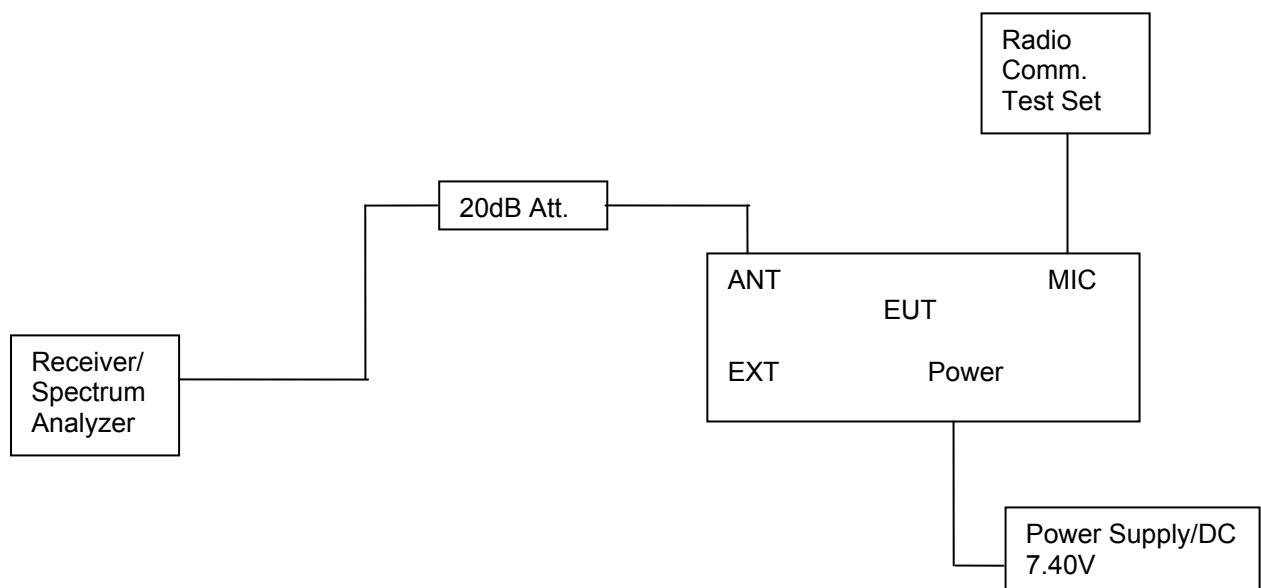 Radio
Comm.
Test Set
20dB Att.
ANT
MIC
EUT
Receiver/
Spectrum
Analyzer
EXT
Power
Power Supply/DC
7.40V